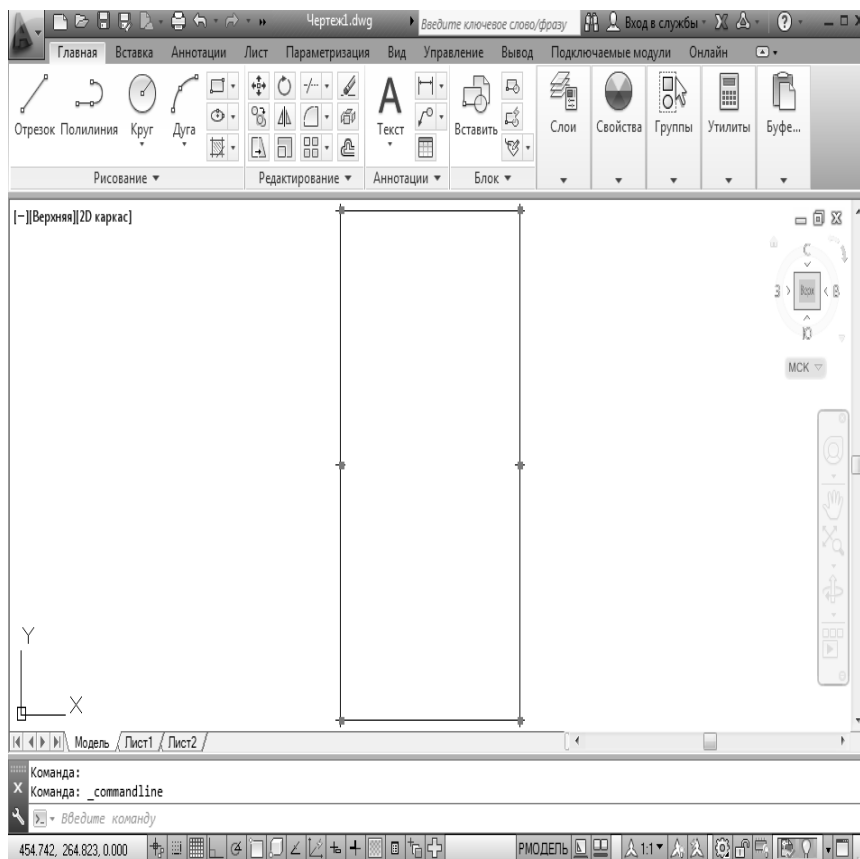 Чертеж1.dwg Введите ключевое слово/фразу Вход в службы
Главная Вставка Аннотации Лист Параметризация Вид Управление Вывод Подключаемые модули Онлайн
Отрезок Полилиния Круг Дуга Текст Вставить Слои Свойства Группы Утилиты Буфе...
Рисование Редактирование Аннотации Блок
[−][Верхняя][2D каркас]
С
З Верх В
Ю
МСК
Y
X
Модель Лист1 Лист2
Команда:
Команда: _commandline
Введите команду
454.742, 264.823, 0.000 РМОДЕЛЬ 1:1